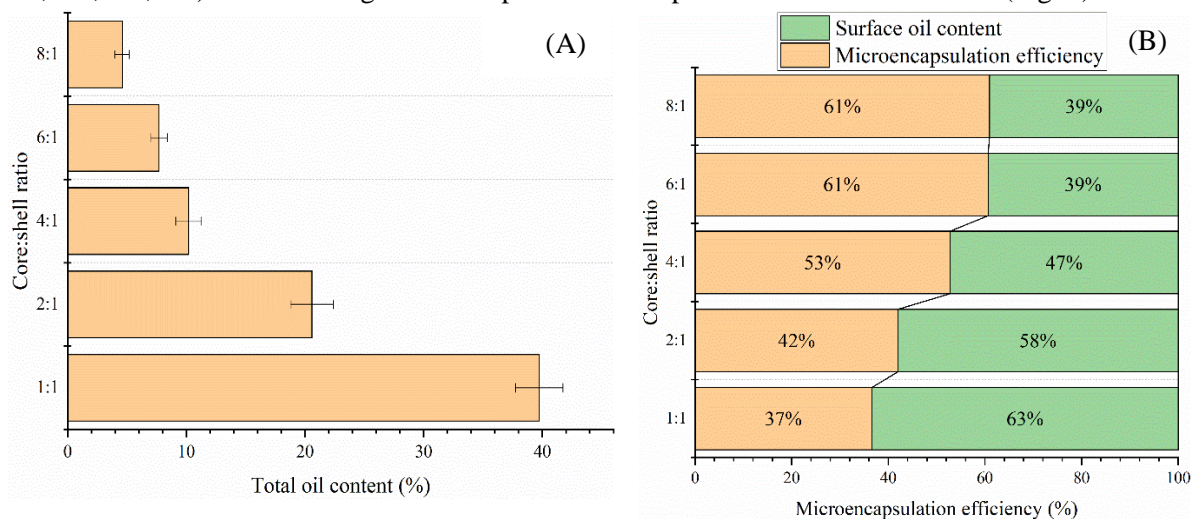 (A)
8:1
6:1
4:1
2:1
1:1
Core:shell ratio
0 10 20 30 40
Total oil content (%)
Surface oil content
Microencapsulation efficiency
(B)
8:1 61% 39%
6:1 61% 39%
4:1 53% 47%
2:1 42% 58%
1:1 37% 63%
Core:shell ratio
0 20 40 60 80 100
Microencapsulation efficiency (%)